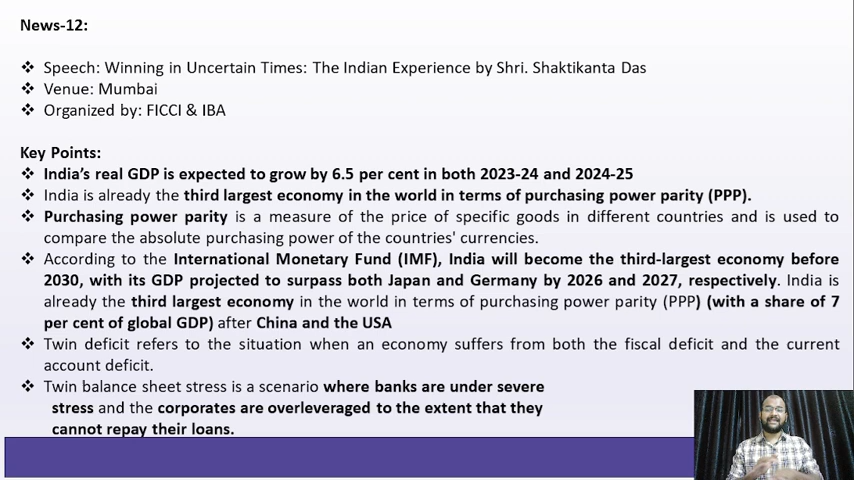 News-12:
❖ Speech: Winning in Uncertain Times: The Indian Experience by Shri. Shaktikanta Das
❖ Venue: Mumbai
❖ Organized by: FICCI & IBA
Key Points:
❖ India’s real GDP is expected to grow by 6.5 per cent in both 2023-24 and 2024-25
❖ India is already the third largest economy in the world in terms of purchasing power parity (PPP).
❖ Purchasing power parity is a measure of the price of specific goods in different countries and is used to
compare the absolute purchasing power of the countries' currencies.
❖ According to the International Monetary Fund (IMF), India will become the third-largest economy before
2030, with its GDP projected to surpass both Japan and Germany by 2026 and 2027, respectively. India is
already the third largest economy in the world in terms of purchasing power parity (PPP) (with a share of 7
per cent of global GDP) after China and the USA
❖ Twin deficit refers to the situation when an economy suffers from both the fiscal deficit and the current
account deficit.
❖ Twin balance sheet stress is a scenario where banks are under severe
stress and the corporates are overleveraged to the extent that they
cannot repay their loans.